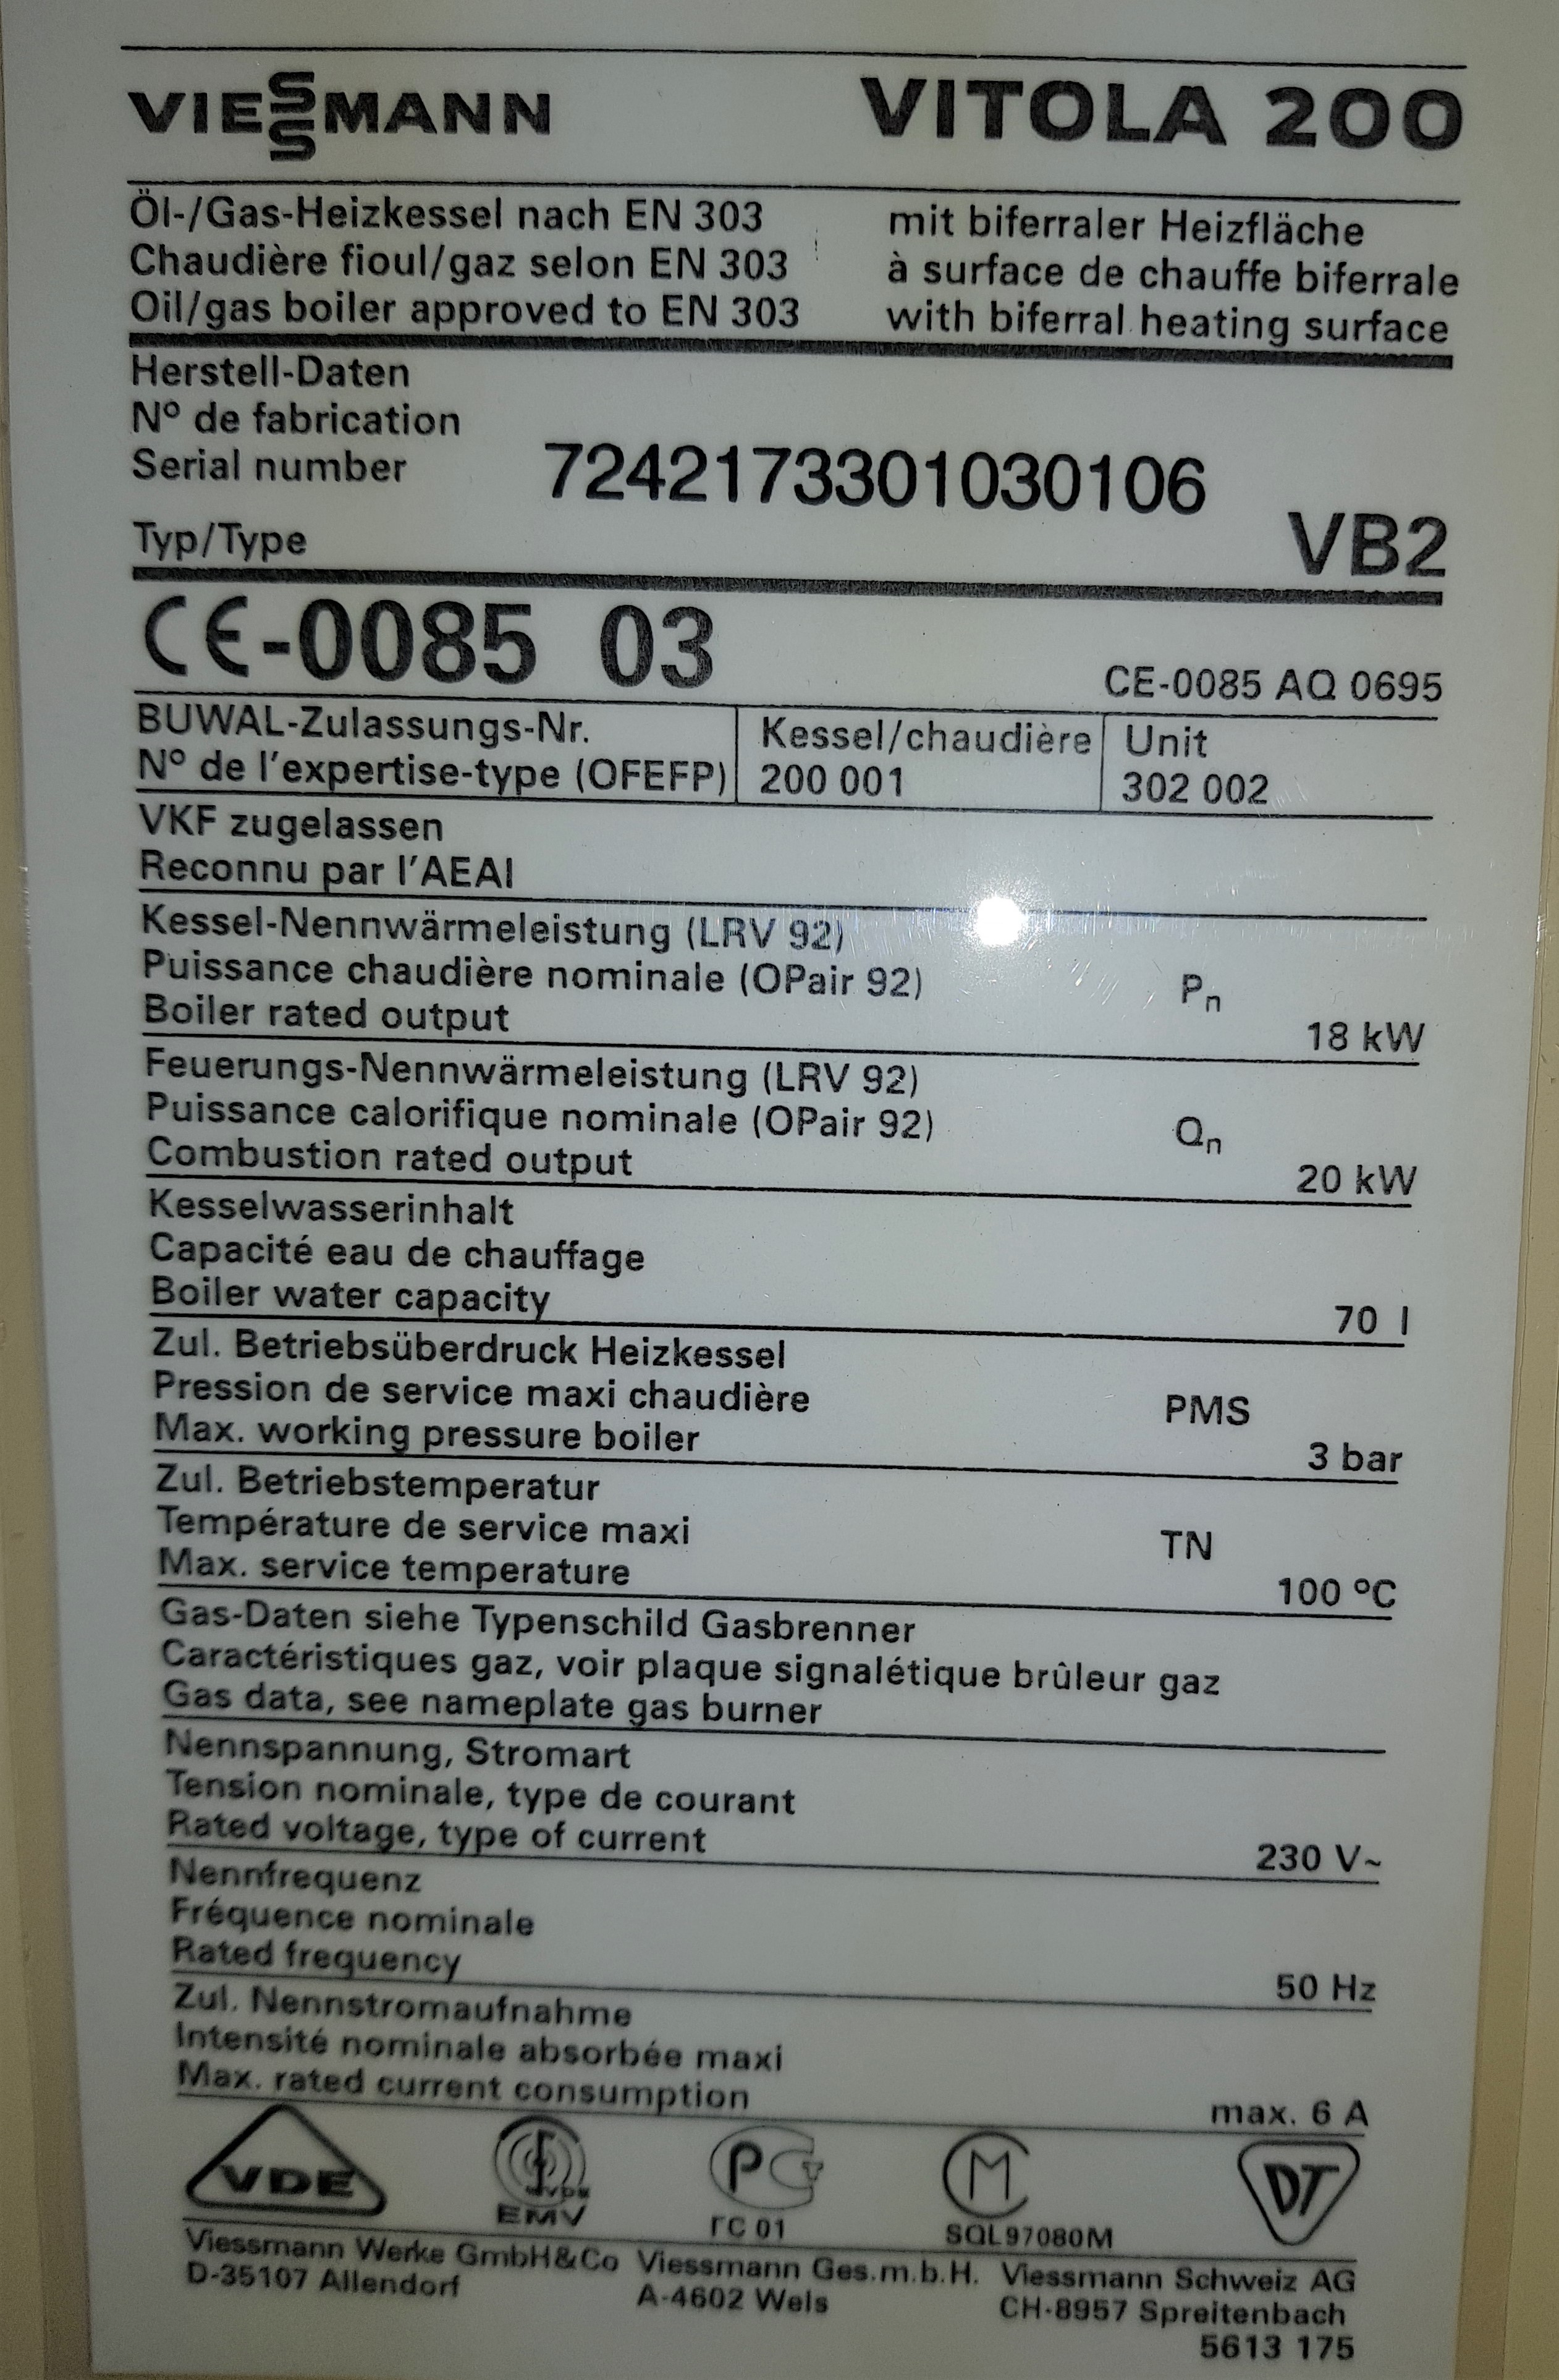 VIESSMANN VITOLA 200
Öl-/Gas-Heizkessel nach EN 303 mit biferraler Heizfläche
Chaudière fioul/gaz selon EN 303 à surface de chauffe biferrale
Oil/gas boiler approved to EN 303 with biferral heating surface
Herstell-Daten
Nº de fabrication
Serial number 7242173301030106
Typ/Type VB2
CE-0085 03 CE-0085 AQ 0695
BUWAL-Zulassungs-Nr. Kessel/chaudière Unit
Nº de l'expertise-type (OFEFP) 200 001 302 002
VKF zugelassen
Reconnu par l'AEAI
Kessel-Nennwärmeleistung (LRV 92)
Puissance chaudière nominale (OPair 92) Pn
Boiler rated output 18 kW
Feuerungs-Nennwärmeleistung (LRV 92)
Puissance calorifique nominale (OPair 92) Qn
Combustion rated output 20 kW
Kesselwasserinhalt
Capacité eau de chauffage
Boiler water capacity 70 l
Zul. Betriebsüberdruck Heizkessel
Pression de service maxi chaudière PMS
Max. working pressure boiler 3 bar
Zul. Betriebstemperatur
Température de service maxi TN
Max. service temperature 100 ºC
Gas-Daten siehe Typenschild Gasbrenner
Caractéristiques gaz, voir plaque signalétique brûleur gaz
Gas data, see nameplate gas burner
Nennspannung, Stromart
Tension nominale, type de courant
Rated voltage, type of current 230 V~
Nennfrequenz
Fréquence nominale
Rated frequency 50 Hz
Zul. Nennstromaufnahme
Intensité nominale absorbée maxi
Max. rated current consumption max. 6 A
VDE EMV PC ГС 01 M SQL97080M DT
Viessmann Werke GmbH&Co Viessmann Ges.m.b.H. Viessmann Schweiz AG
D-35107 Allendorf A-4602 Wels CH-8957 Spreitenbach
5613 175